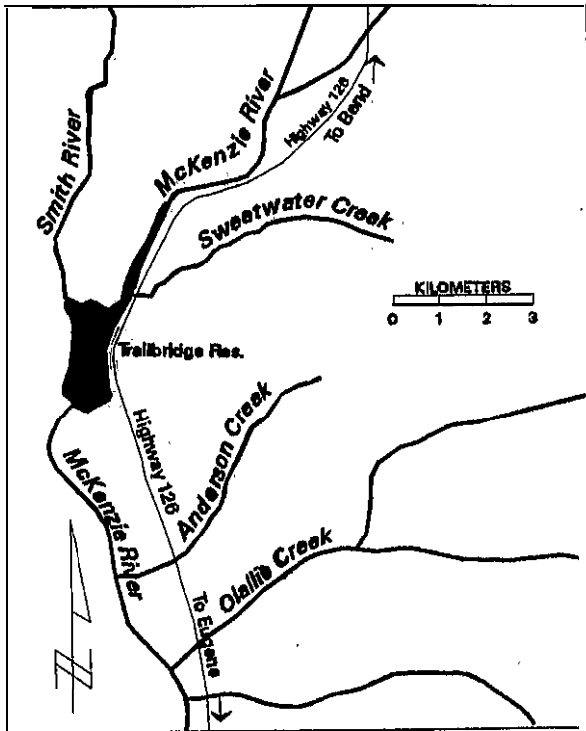 Smith River
McKenzie River
Highway 126
To Bend
Sweetwater Creek
KILOMETERS
0 1 2 3
Trailbridge Res.
Highway 126
Anderson Creek
McKenzie River
Olallie Creek
To Eugene
N